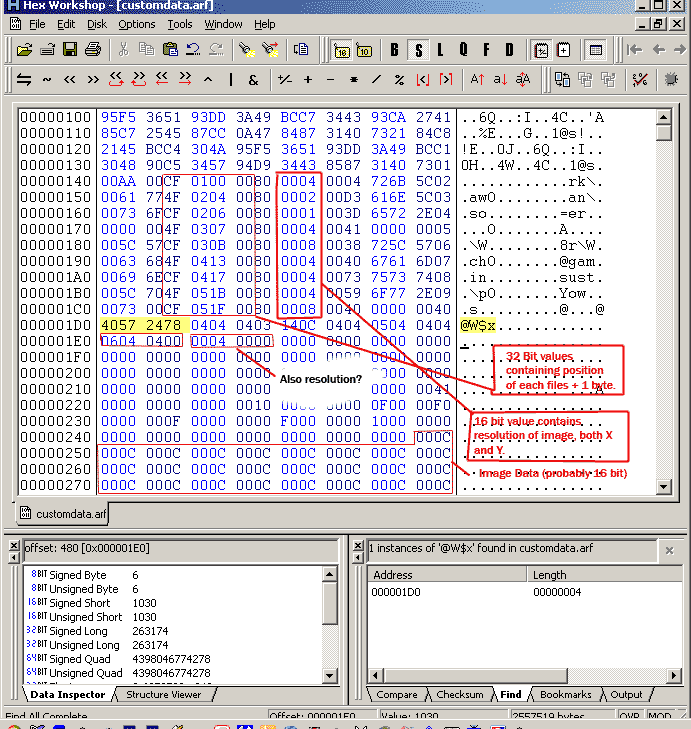 Hex Workshop - [customdata.arf]
File Edit Disk Options Tools Window Help
B S L Q F D
00000100 95F5 3651 93DD 3A49 BCC7 3443 93CA 2741 ..6Q..:I..4C..'A
00000110 85C7 2545 87CC 0A47 8487 3140 7321 84C8 ..%E...G..1@s!..
00000120 2145 BCC4 304A 95F5 3651 93DD 3A49 BCC1 !E..0J..6Q..:I..
00000130 3048 90C5 3457 94D9 3443 8587 3140 7301 0H..4W..4C..1@s.
00000140 00AA 00CF 0100 0080 0004 0004 726B 5C02 ............rk\.
00000150 0061 774F 0204 0080 0002 00D3 616E 5C03 .awO........an\.
00000160 0073 6FCF 0206 0080 0001 003D 6572 2E04 .so........=er..
00000170 0000 004F 0307 0080 0004 0041 0000 0005 ...O.......A....
00000180 005C 57CF 030B 0080 0008 0038 725C 5706 .\W........8r\W.
00000190 0063 684F 0413 0080 0004 0040 6761 6D07 .chO.......@gam.
000001A0 0069 6ECF 0417 0080 0004 0073 7573 7408 .in........sust.
000001B0 005C 704F 051B 0080 0004 0059 6F77 2E09 .\pO.......Yow..
000001C0 0073 00CF 051F 0080 0008 0040 0000 0040 .s.........@...@
000001D0 4057 2478 0404 0403 140C 0404 0504 0404 @W$x
000001E0 0604 0400 0004 0000 0000 0000 0000 0000
000001F0 0000 0000 0000 0000 0000 0000 0000 0000
32 Bit values
containing position
of each files + 1 byte.
00000200 0000 0000 0000
Also resolution?
00000210 0000 0000 0000 0000 0041 A
00000220 0000 0000 0000 0010 0000 0000 0F00 00F0
16 bit value contains
resolution of image, both X
and Y.
00000230 0000 000F 0000 0000 F000 0000 1000 0000
00000240 0000 0000 0000 0000 0000 0000 0000 000C
00000250 000C 000C 000C 000C 000C 000C 000C 000C
00000260 000C 000C 000C 000C 000C 000C 000C 000C
Image Data (probably 16 bit)
00000270 000C 000C 000C 000C 000C 000C 000C 000C
customdata.arf
offset: 480 [0x000001E0]
8BIT Signed Byte 6
8BIT Unsigned Byte 6
16BIT Signed Short 1030
16BIT Unsigned Short 1030
32BIT Signed Long 263174
32BIT Unsigned Long 263174
64BIT Signed Quad 4398046774278
64BIT Unsigned Quad 4398046774278
Data Inspector Structure Viewer
1 instances of '@W$x' found in customdata.arf
Address Length
000001D0 00000004
Compare Checksum Find Bookmarks Output
Find All Complete Offset: 000001E0 Value: 1030 2557519 bytes OVR MOD